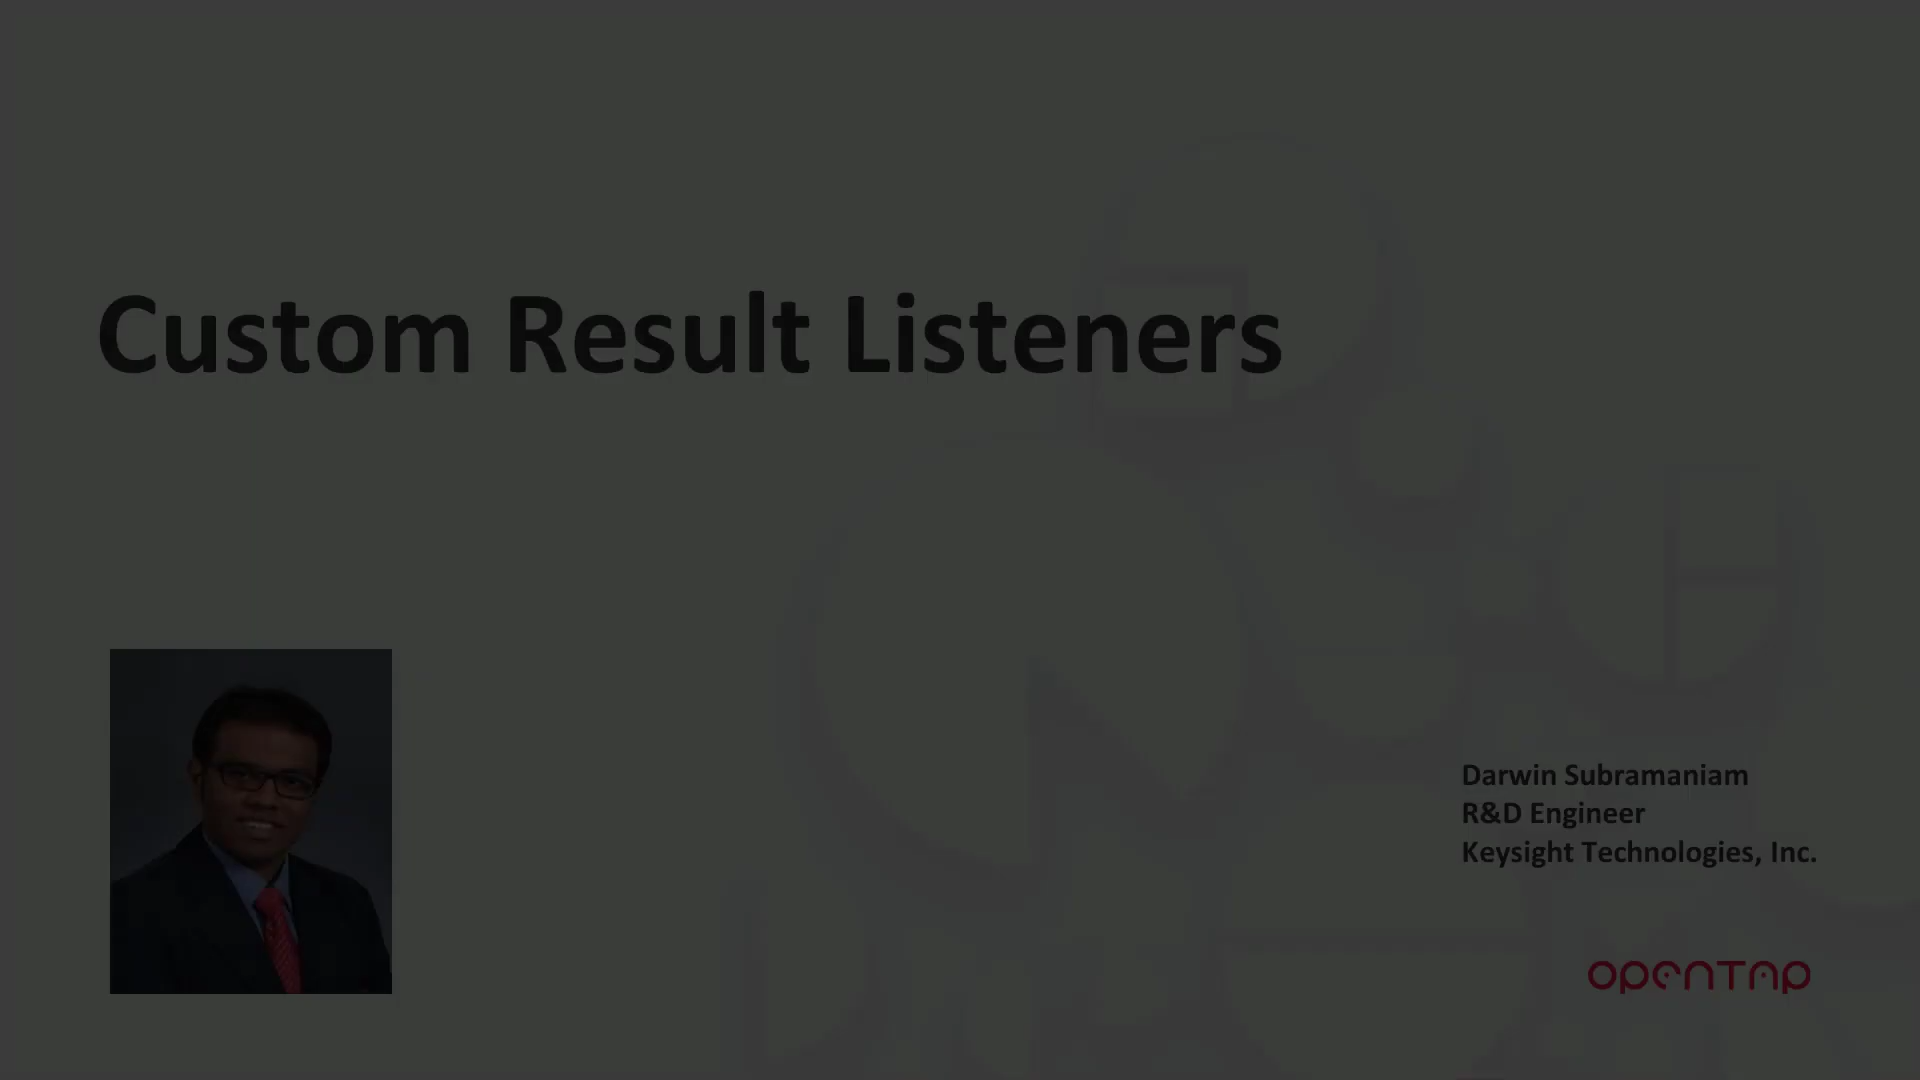 Custom Result Listeners
Darwin Subramaniam
R&D Engineer
Keysight Technologies, Inc.
OPENTAP